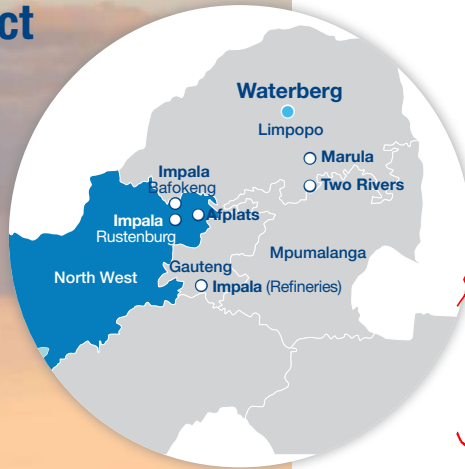 ct
Waterberg
Limpopo
Marula
Two Rivers
Impala
Bafokeng
Afplats
Impala
Rustenburg
North West
Gauteng
Mpumalanga
Impala (Refineries)